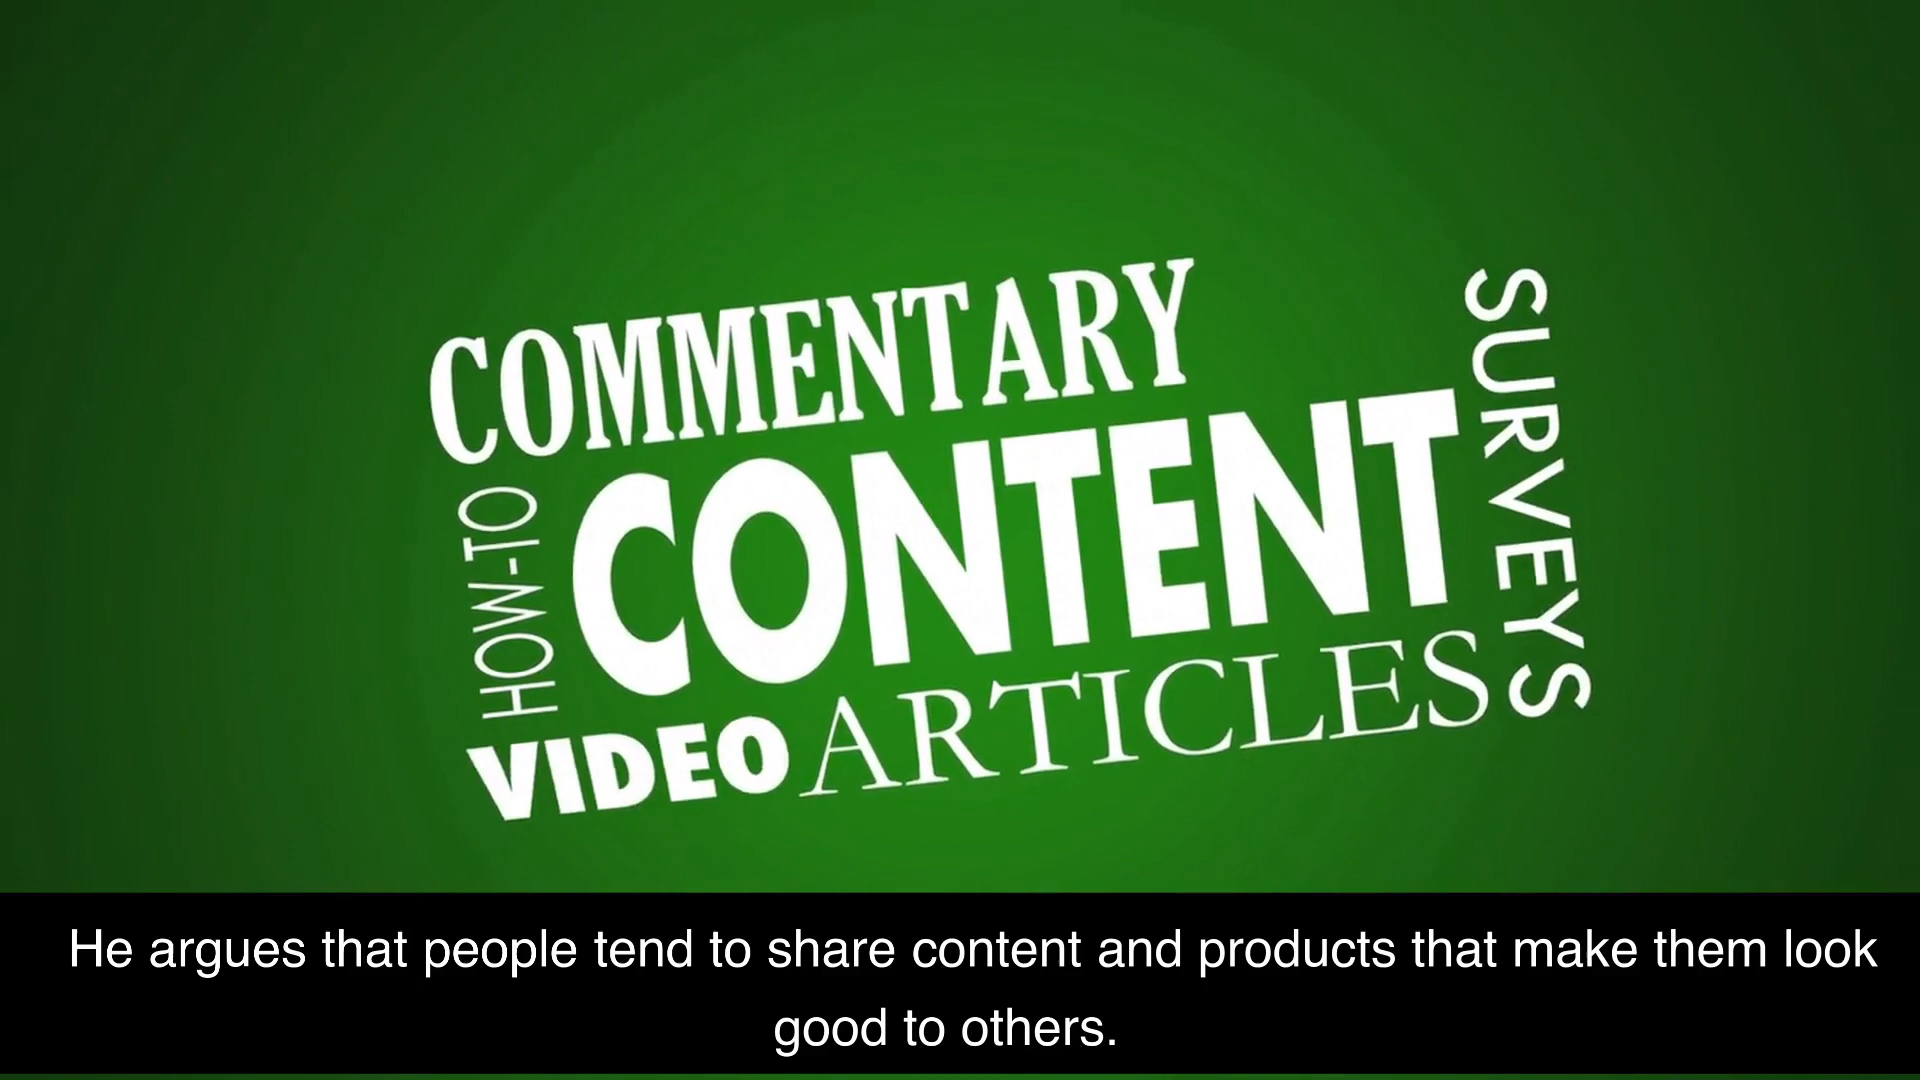 COMMENTARY
SURVEYS
HOW-TO
CONTENT
VIDEO
ARTICLES
He argues that people tend to share content and products that make them look
good to others.